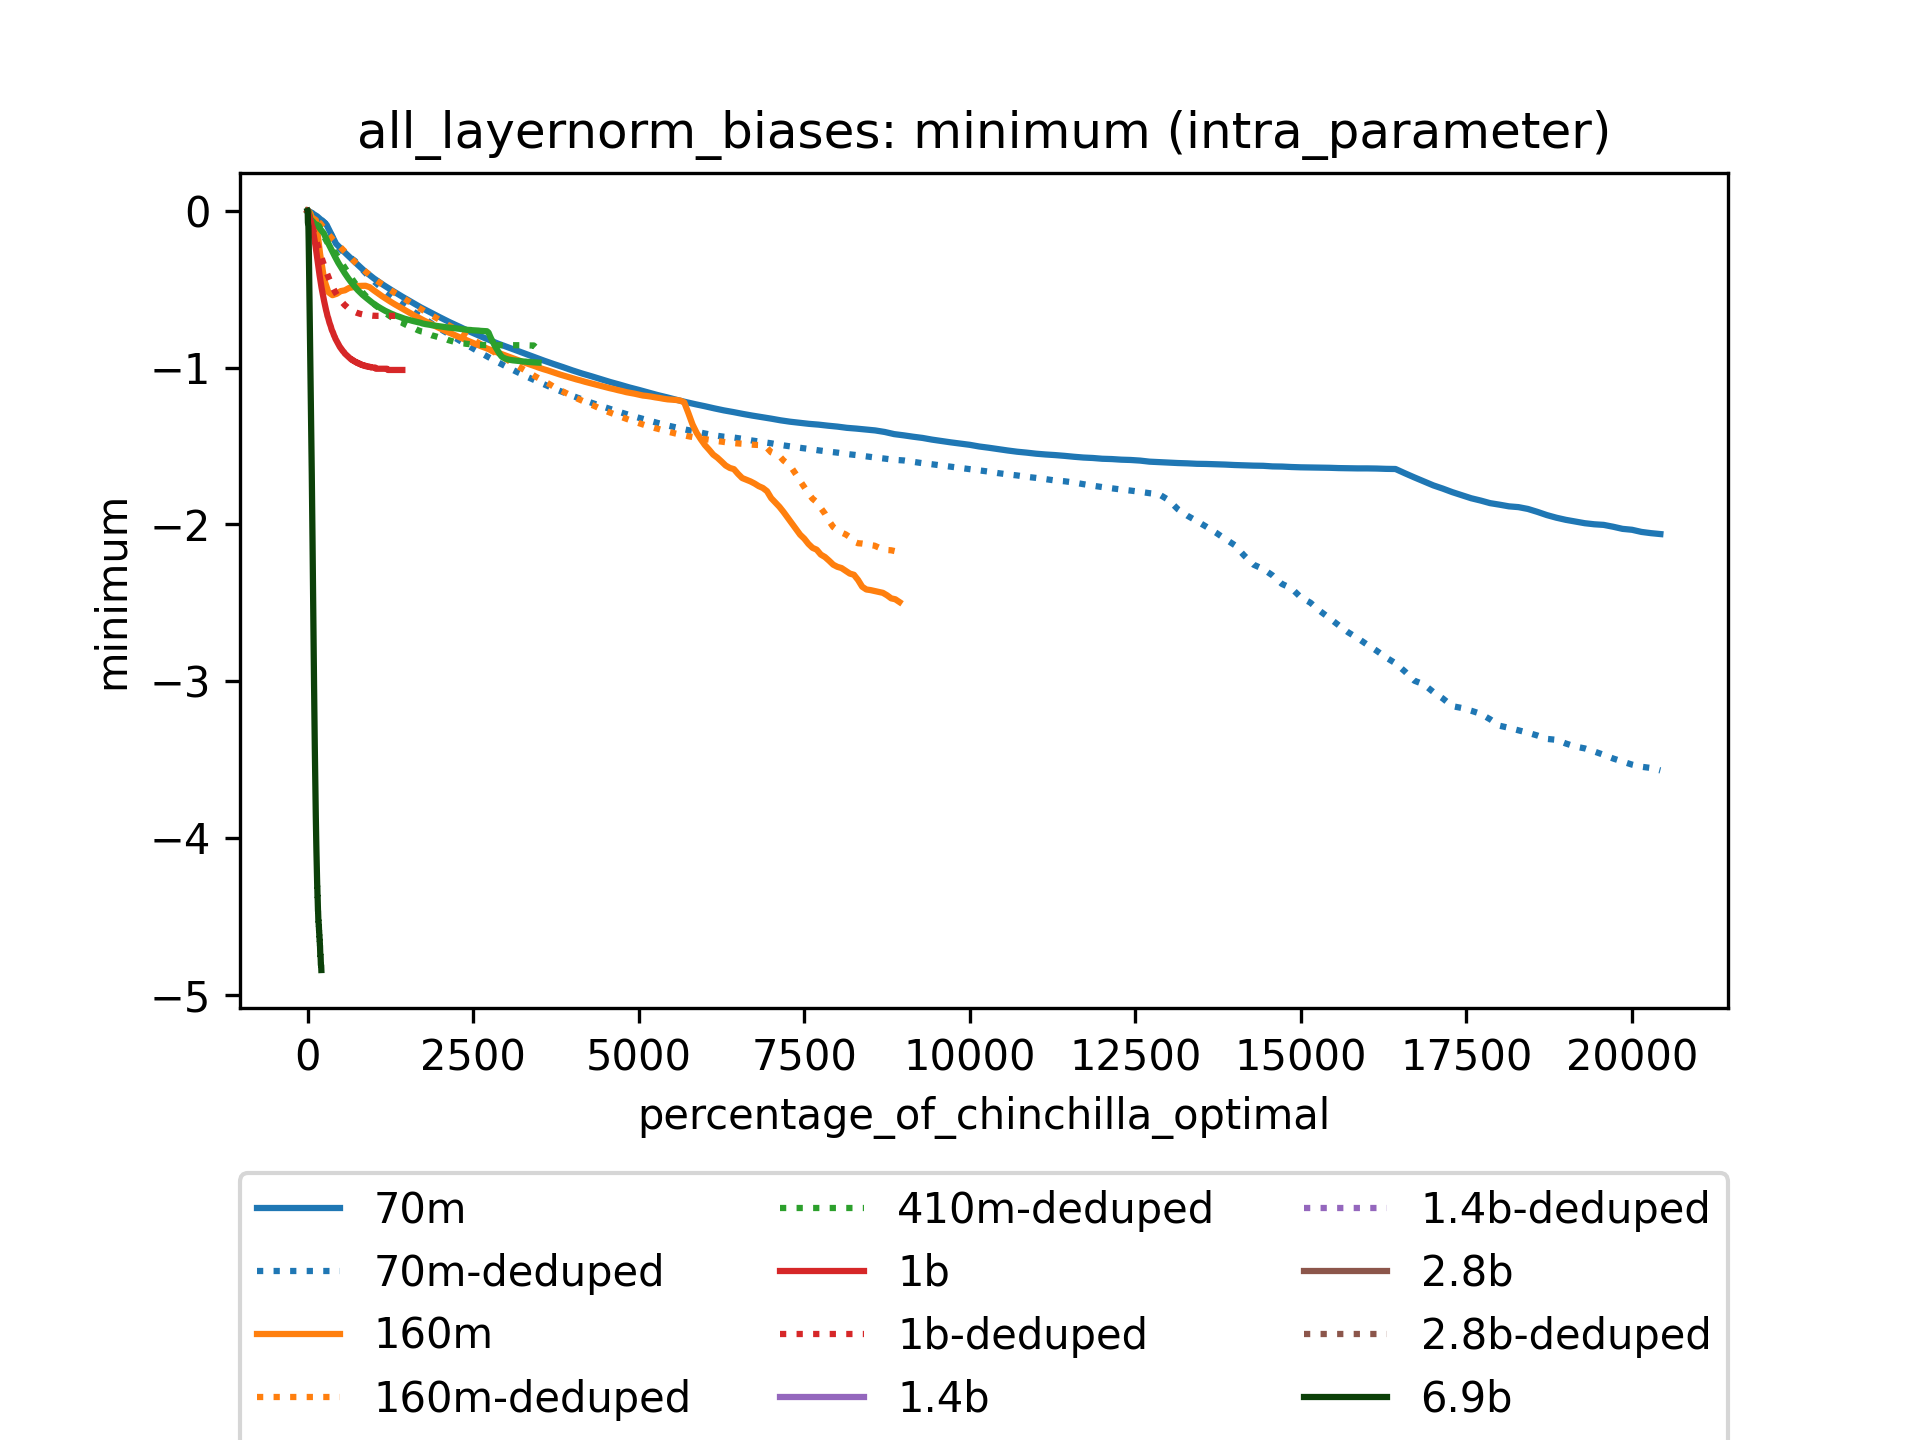 all_layernorm_biases: minimum (intra_parameter)
0
−1
−2
−3
−4
−5
minimum
0 2500 5000 7500 10000 12500 15000 17500 20000
percentage_of_chinchilla_optimal
70m 410m-deduped 1.4b-deduped
70m-deduped 1b 2.8b
160m 1b-deduped 2.8b-deduped
160m-deduped 1.4b 6.9b